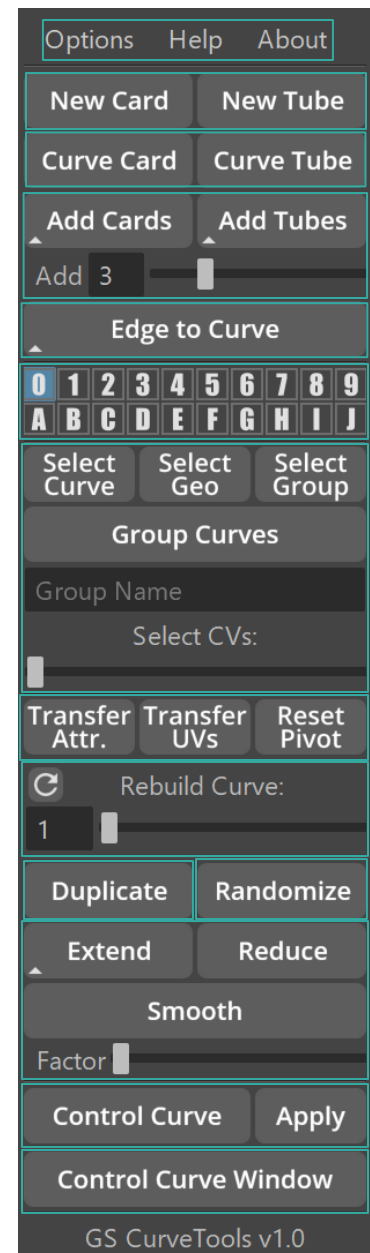 Options Help About
New Card New Tube
Curve Card Curve Tube
Add Cards Add Tubes
Add 3
Edge to Curve
0 1 2 3 4 5 6 7 8 9
A B C D E F G H I J
Select Select Select
Curve Geo Group
Group Curves
Group Name
Select CVs:
Transfer Transfer Reset
Attr. UVs Pivot
Rebuild Curve:
1
Duplicate Randomize
Extend Reduce
Smooth
Factor
Control Curve Apply
Control Curve Window
GS CurveTools v1.0